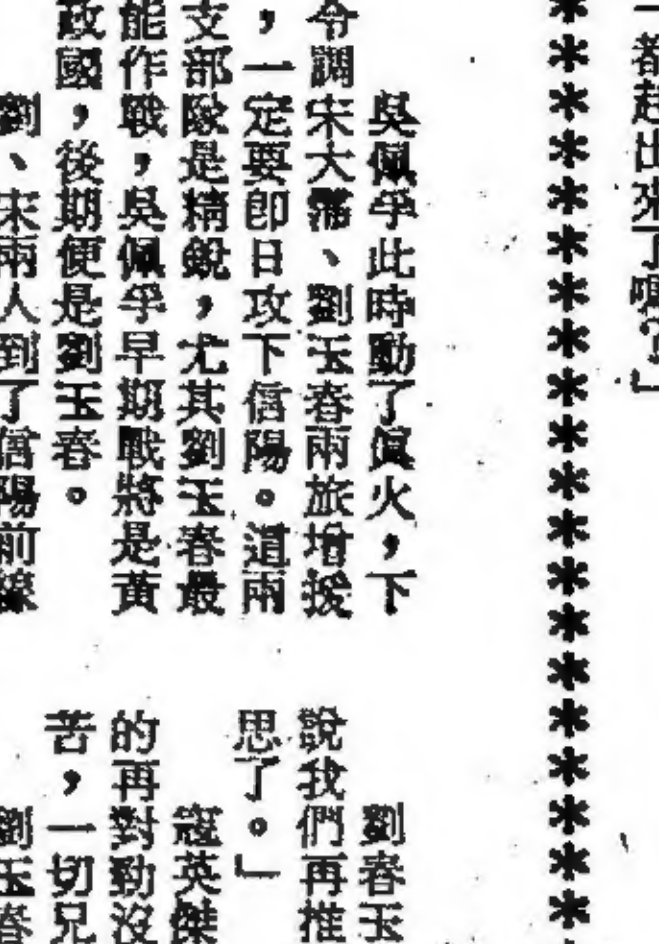 一都趕出來了嗎？」
＊＊＊＊＊＊＊＊＊＊＊＊＊＊＊＊＊＊＊＊
吳佩孚此時動了眞火，下
令調宋大霈、劉玉春兩旅增援
，一定要卽日攻下信陽。這兩
支部隊是精銳，尤其劉玉春最
能作戰，吳佩孚早期戰將是黃
政國，後期便是劉玉春。
劉、宋兩人到了信陽前線
劉春玉
說我們再推
思了。」
寇英傑
的再對勁沒
苦，一切兄
劉玉春